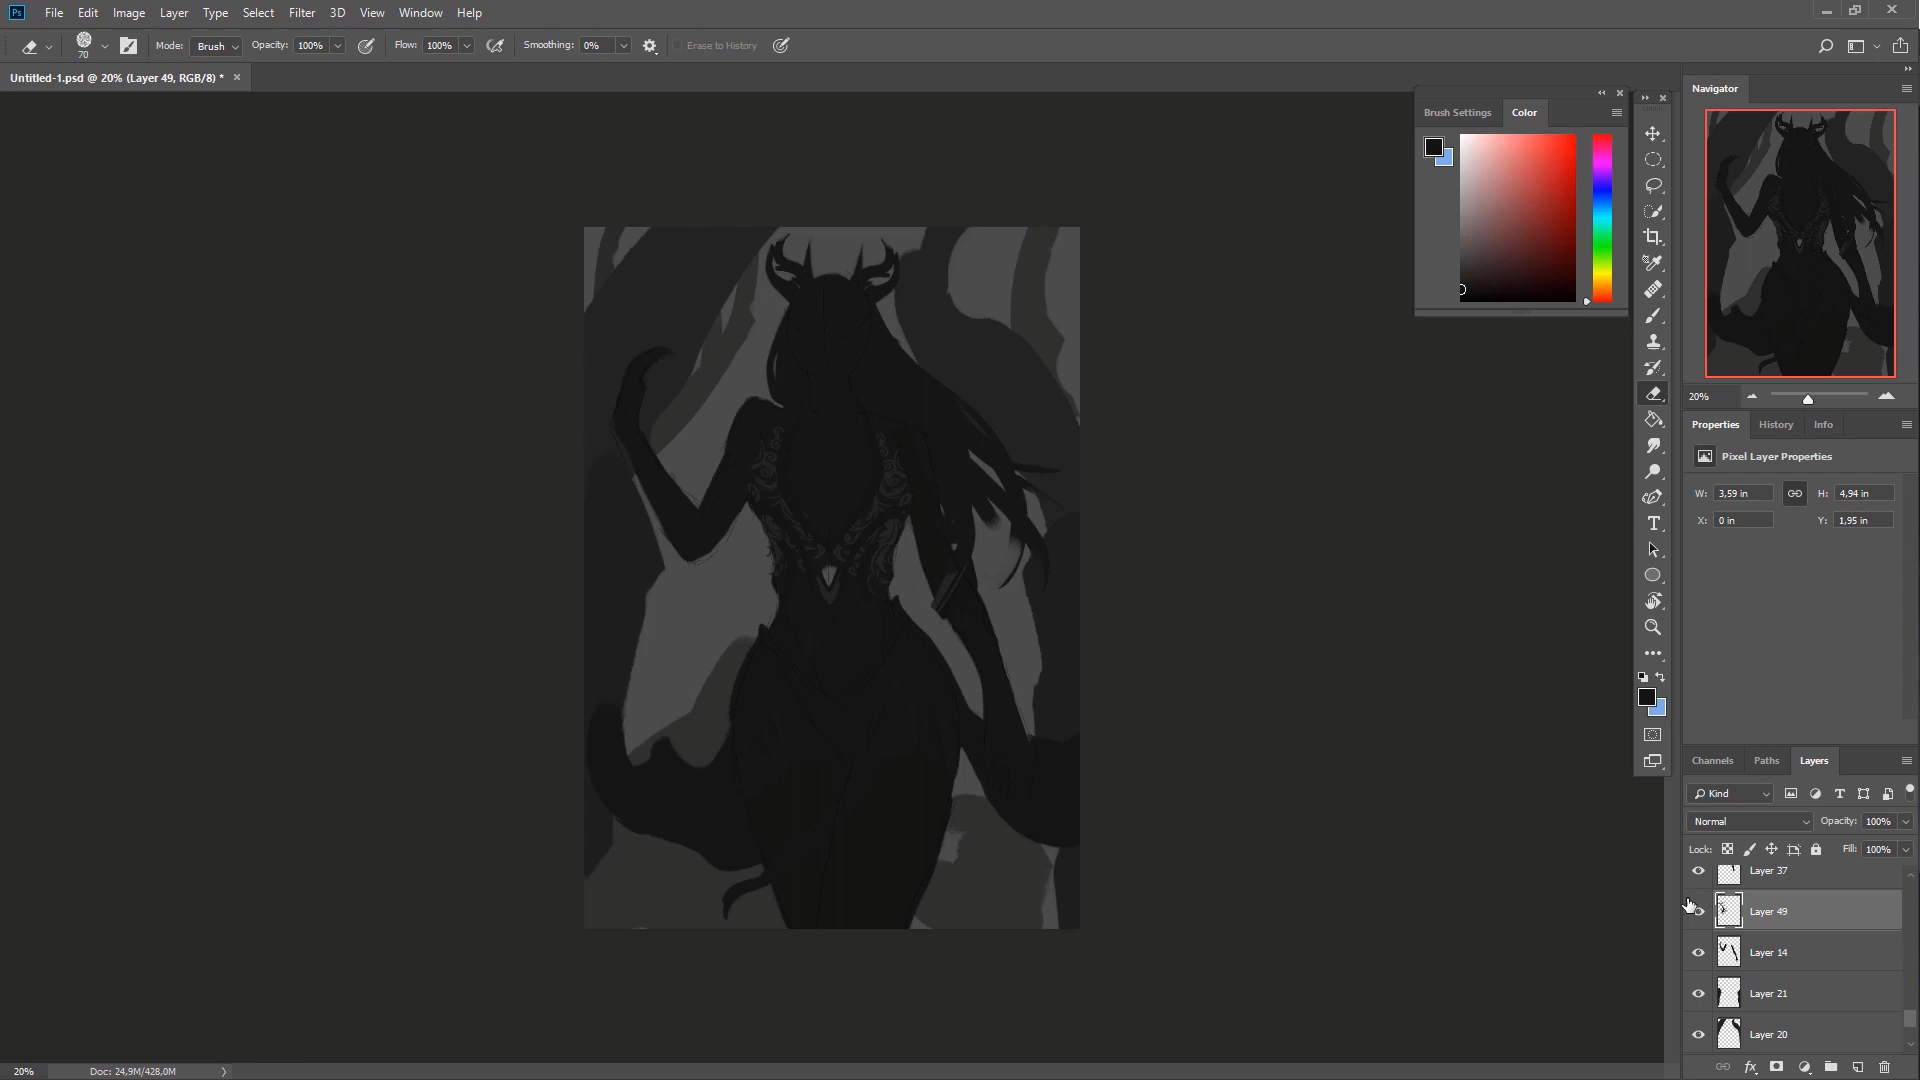 Ps File Edit Image Layer Type Select Filter 3D View Window Help
70 Mode: Brush Opacity: 100% Flow: 100% Smoothing: 0% Erase to History
Untitled-1.psd @ 20% (Layer 49, RGB/8) * ×
Navigator
Brush Settings Color
20%
Properties History Info
Pixel Layer Properties
W: 3,59 in H: 4,94 in
X: 0 in Y: 1,95 in
Channels Paths Layers
Kind
Normal Opacity: 100%
Lock: Fill: 100%
Layer 37
Layer 49
Layer 14
Layer 21
Layer 20
20% Doc: 24,9M/428,0M